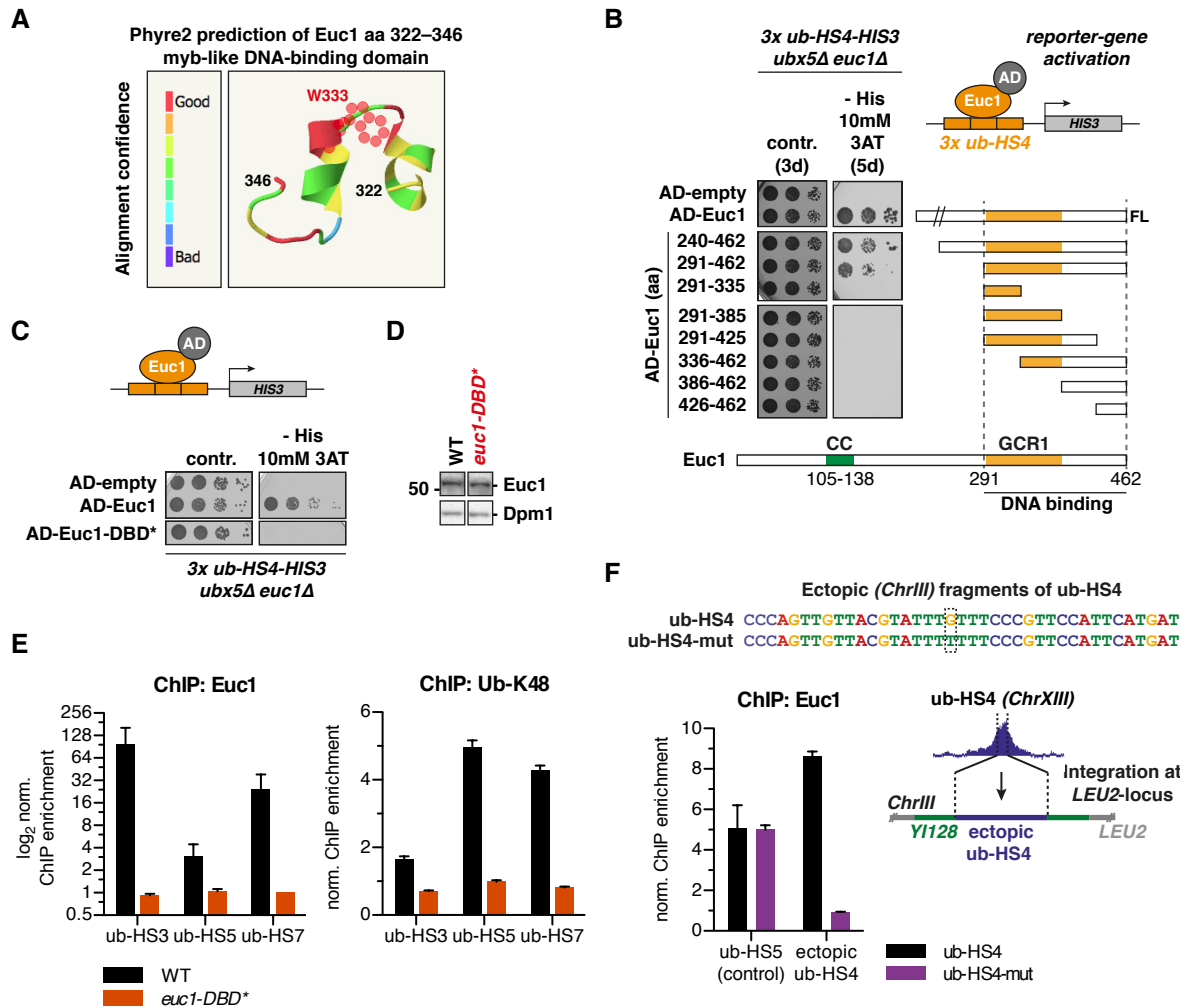 A
Phyre2 prediction of Euc1 aa 322–346
myb-like DNA-binding domain
Alignment confidence
Good
Bad
W333
346
322
B
3x ub-HS4-HIS3
ubx5Δ euc1Δ
reporter-gene
activation
contr.
(3d)
- His
10mM
3AT
(5d)
AD
Euc1
HIS3
3x ub-HS4
AD-empty
AD-Euc1
FL
AD-Euc1 (aa)
240-462
291-462
291-335
291-385
291-425
336-462
386-462
426-462
Euc1
CC
GCR1
105-138
291
462
DNA binding
C
AD
Euc1
HIS3
contr.
- His
10mM 3AT
AD-empty
AD-Euc1
AD-Euc1-DBD*
3x ub-HS4-HIS3
ubx5Δ euc1Δ
D
WT
euc1-DBD*
50
Euc1
Dpm1
E
ChIP: Euc1
log2 norm.
ChIP enrichment
256
128
64
32
16
8
4
2
1
0.5
ub-HS3
ub-HS5
ub-HS7
ChIP: Ub-K48
norm. ChIP enrichment
6
4
2
0
ub-HS3
ub-HS5
ub-HS7
WT
euc1-DBD*
F
Ectopic (ChrIII) fragments of ub-HS4
ub-HS4 CCCAGTTGTTACGTATTTGTTTCCCGTTCCATTCATGAT
ub-HS4-mut CCCAGTTGTTACGTATTTTTTTCCCGTTCCATTCATGAT
ChIP: Euc1
norm. ChIP enrichment
10
8
6
4
2
0
ub-HS5
(control)
ectopic
ub-HS4
ub-HS4 (ChrXIII)
Integration at
LEU2-locus
ChrIII
YI128
ectopic
ub-HS4
LEU2
ub-HS4
ub-HS4-mut